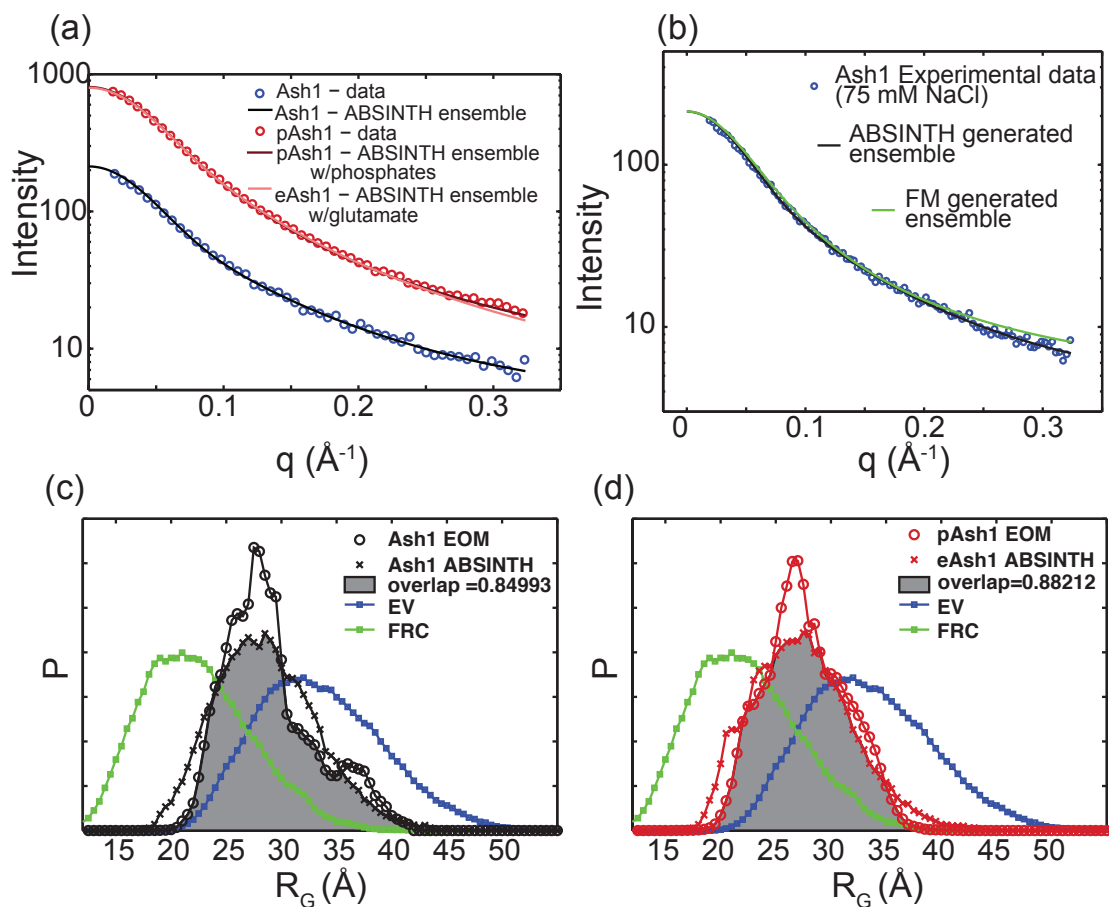 (a)
1000
100
10
Intensity
0
0.1
0.2
0.3
q (Å⁻¹)
Ash1 – data
Ash1 – ABSINTH ensemble
pAsh1 – data
pAsh1 – ABSINTH ensemble
w/phosphates
eAsh1 – ABSINTH ensemble
w/glutamate
(b)
100
10
Intensity
0
0.1
0.2
0.3
q (Å⁻¹)
Ash1 Experimental data
(75 mM NaCl)
ABSINTH generated
ensemble
FM generated
ensemble
(c)
P
Ash1 EOM
Ash1 ABSINTH
overlap =0.84993
EV
FRC
15 20 25 30 35 40 45 50
R_G (Å)
(d)
P
pAsh1 EOM
eAsh1 ABSINTH
overlap=0.88212
EV
FRC
15 20 25 30 35 40 45 50
R_G (Å)